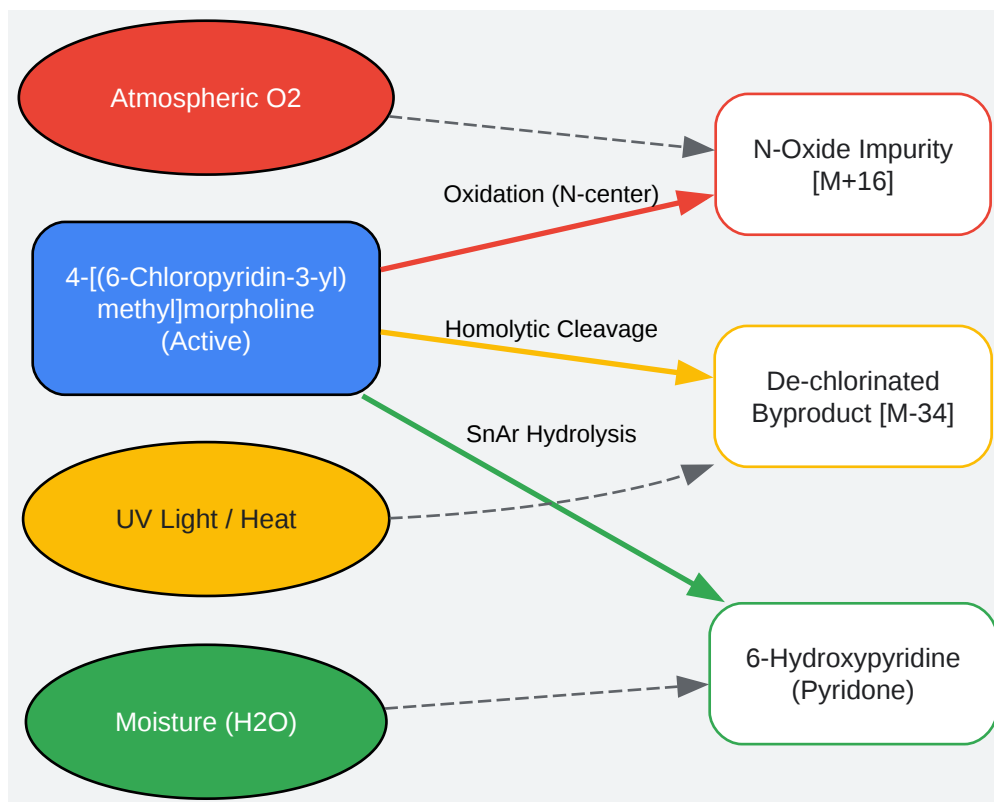 Atmospheric O2
N-Oxide Impurity
[M+16]
Oxidation (N-center)
4-[(6-Chloropyridin-3-yl)
methyl]morpholine
(Active)
Homolytic Cleavage
De-chlorinated
Byproduct [M-34]
SnAr Hydrolysis
UV Light / Heat
6-Hydroxypyridine
(Pyridone)
Moisture (H2O)